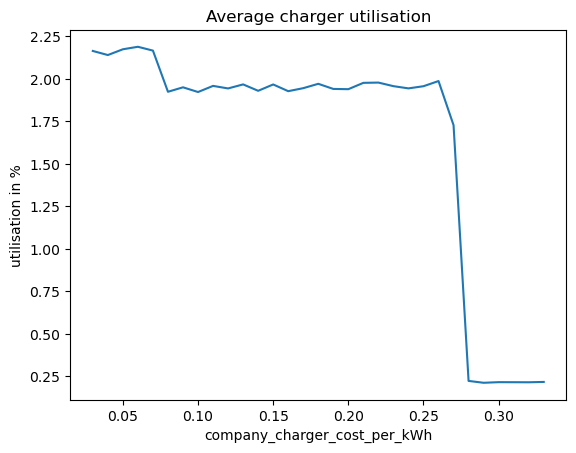 Average charger utilisation
utilisation in %
2.25
2.00
1.75
1.50
1.25
1.00
0.75
0.50
0.25
0.05 0.10 0.15 0.20 0.25 0.30
company_charger_cost_per_kWh